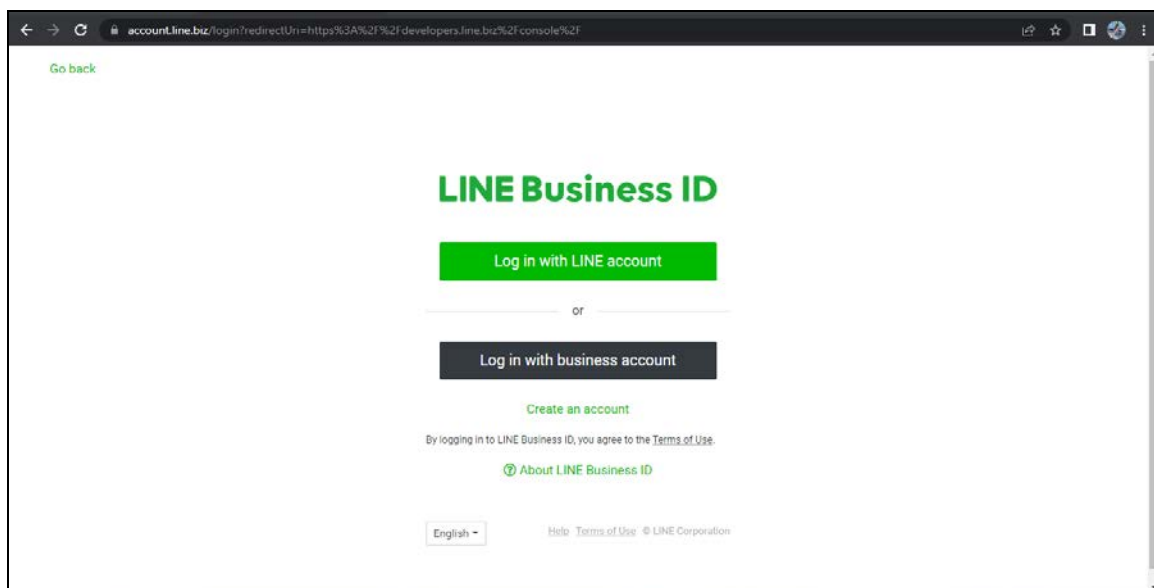 account.line.biz/login?redirectUri=https%3A%2F%2Fdevelopers.line.biz%2Fconsole%2F
Go back
LINE Business ID
Log in with LINE account
or
Log in with business account
Create an account
By logging in to LINE Business ID, you agree to the Terms of Use.
? About LINE Business ID
English
Help Terms of Use © LINE Corporation